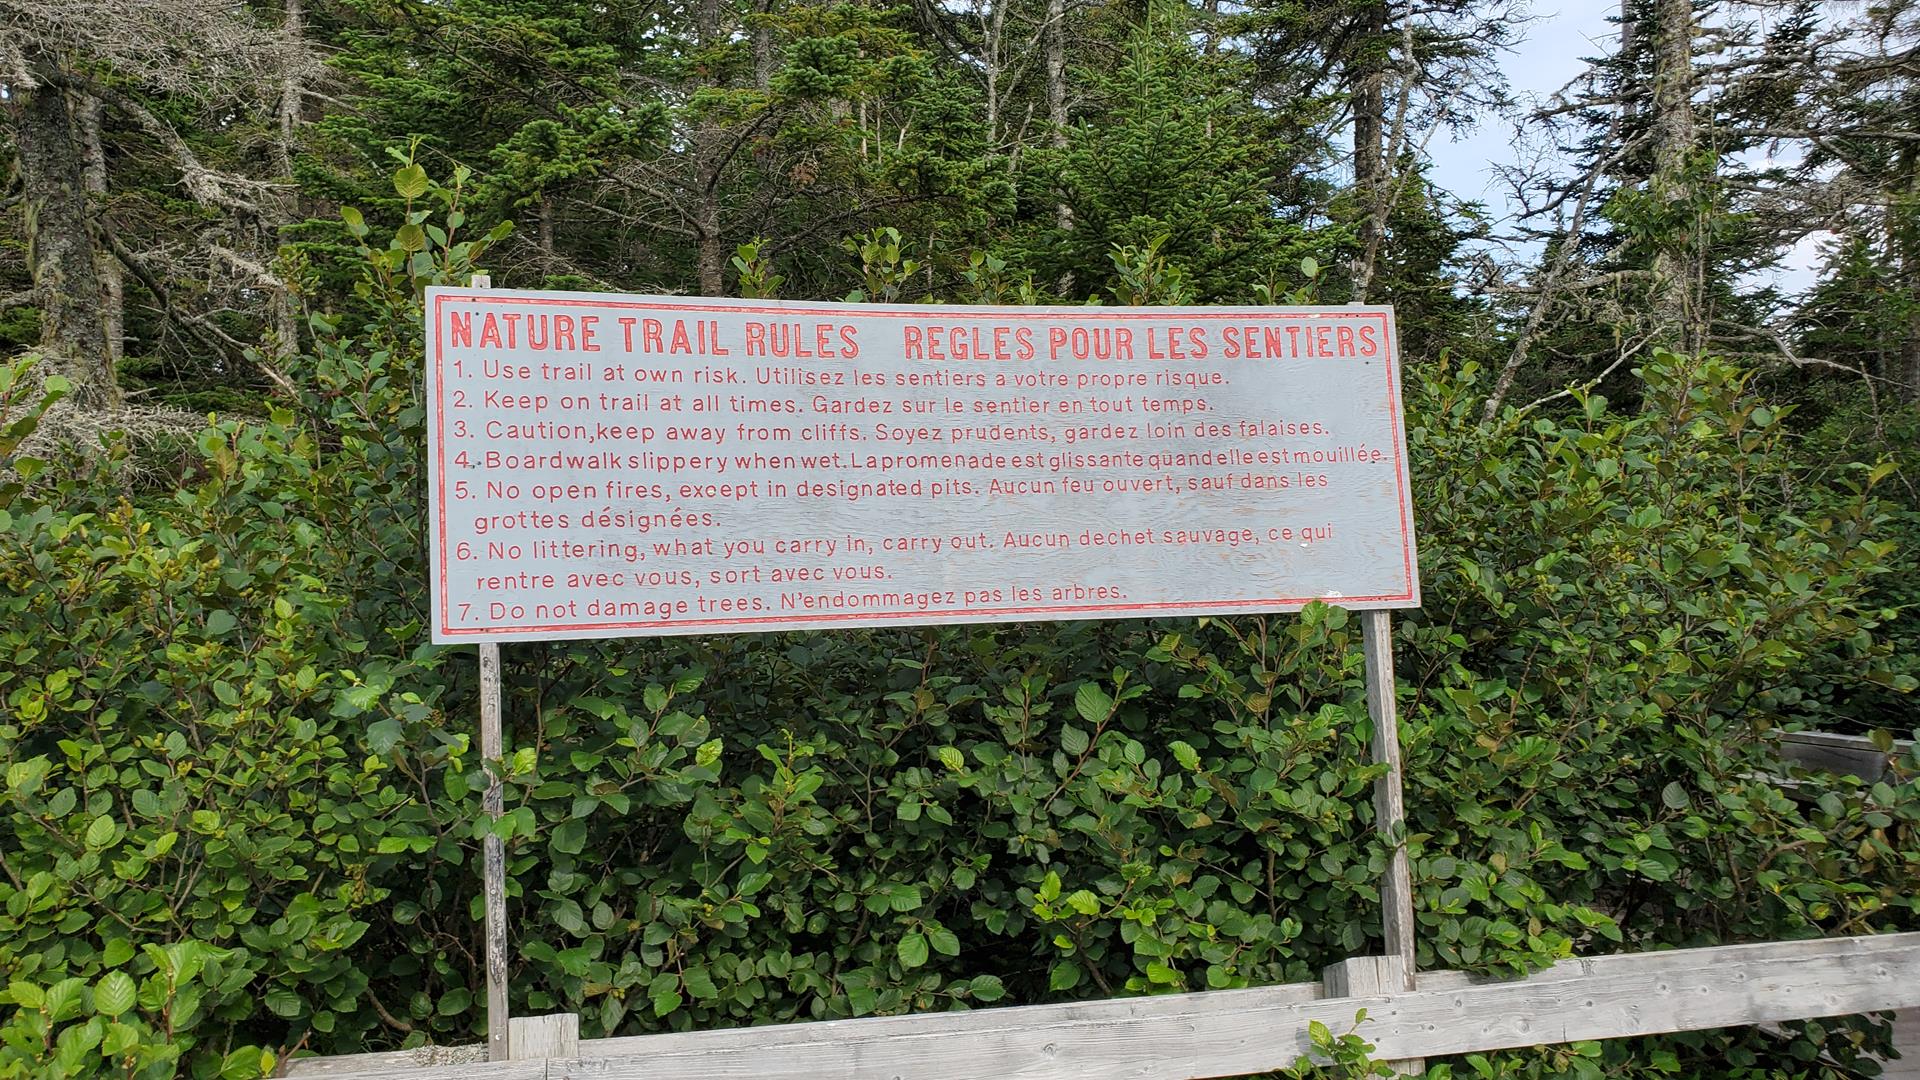 NATURE TRAIL RULES REGLES POUR LES SENTIERS
1. Use trail at own risk. Utilisez les sentiers a votre propre risque.
2. Keep on trail at all times. Gardez sur le sentier en tout temps.
3. Caution,keep away from cliffs. Soyez prudents, gardez loin des falaises.
4. Boardwalk slippery when wet. La promenade est glissante quand elle est mouillée.
5. No open fires, except in designated pits. Aucun feu ouvert, sauf dans les
grottes désignées.
6. No littering, what you carry in, carry out. Aucun dechet sauvage, ce qui
rentre avec vous, sort avec vous.
7. Do not damage trees. N'endommagez pas les arbres.